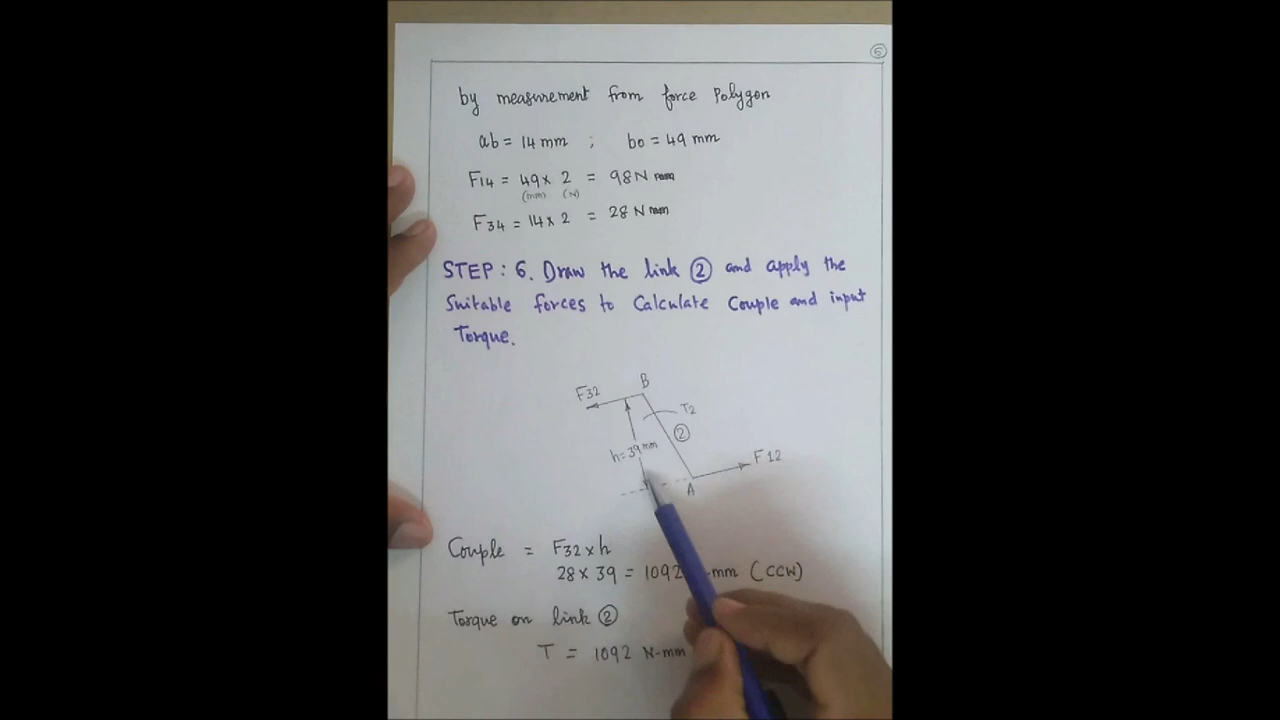 5
by measurement from force Polygon
ab = 14 mm ; bo = 49 mm
F14 = 49 x 2 = 98 N
(mm) (N)
F34 = 14 x 2 = 28 N
STEP : 6. Draw the link ② and apply the
Suitable forces to Calculate Couple and input
Torque.
B
F32
T2
②
h = 39 mm
F12
A
Couple = F32 x h
28 x 39 = 1092 -mm (CCW)
Torque on link ②
T = 1092 N-mm